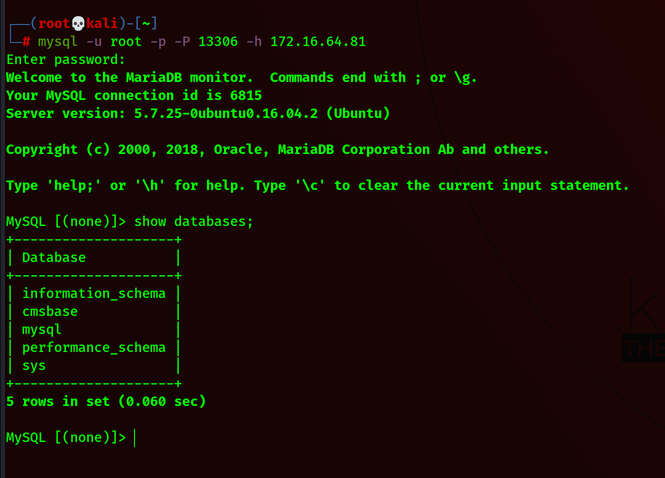 ┌──(root💀kali)-[~]
└─# mysql -u root -p -P 13306 -h 172.16.64.81
Enter password:
Welcome to the MariaDB monitor.  Commands end with ; or \g.
Your MySQL connection id is 6815
Server version: 5.7.25-0ubuntu0.16.04.2 (Ubuntu)

Copyright (c) 2000, 2018, Oracle, MariaDB Corporation Ab and others.

Type 'help;' or '\h' for help. Type '\c' to clear the current input statement.

MySQL [(none)]> show databases;
+--------------------+
| Database           |
+--------------------+
| information_schema |
| cmsbase            |
| mysql              |
| performance_schema |
| sys                |
+--------------------+
5 rows in set (0.060 sec)

MySQL [(none)]>
THE